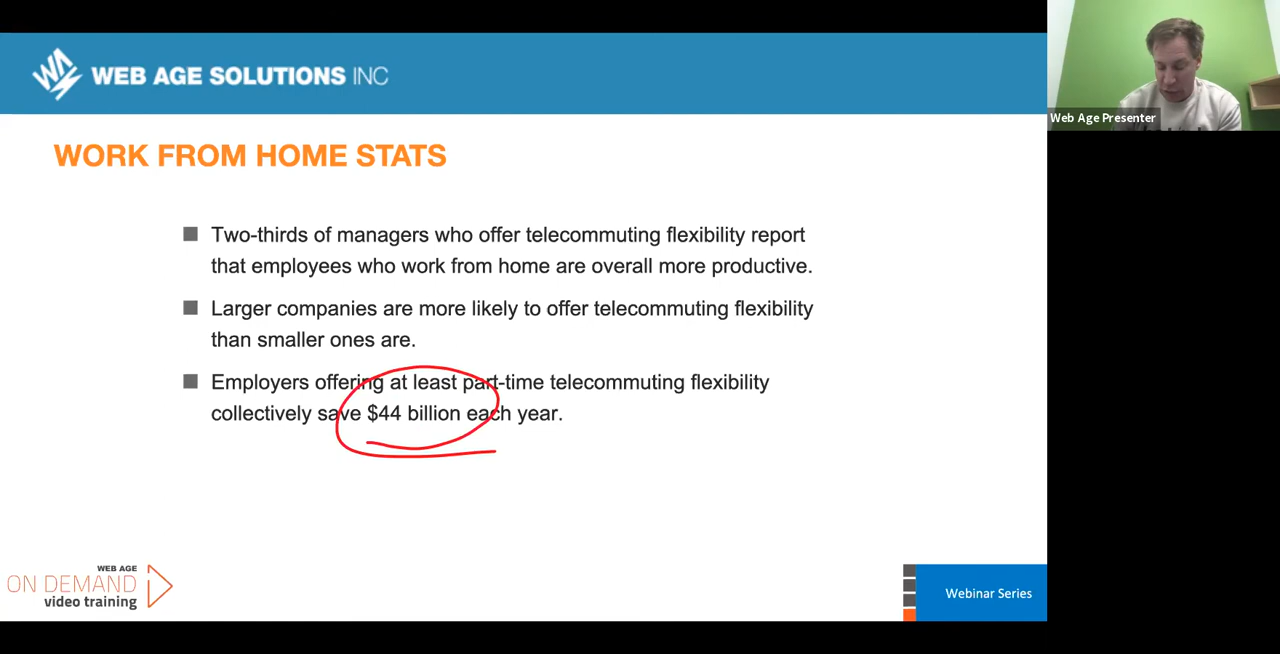 WEB AGE SOLUTIONS INC
Web Age Presenter
WORK FROM HOME STATS
Two-thirds of managers who offer telecommuting flexibility report
that employees who work from home are overall more productive.
Larger companies are more likely to offer telecommuting flexibility
than smaller ones are.
Employers offering at least part-time telecommuting flexibility
collectively save $44 billion each year.
WEB AGE
ON DEMAND
video training
Webinar Series